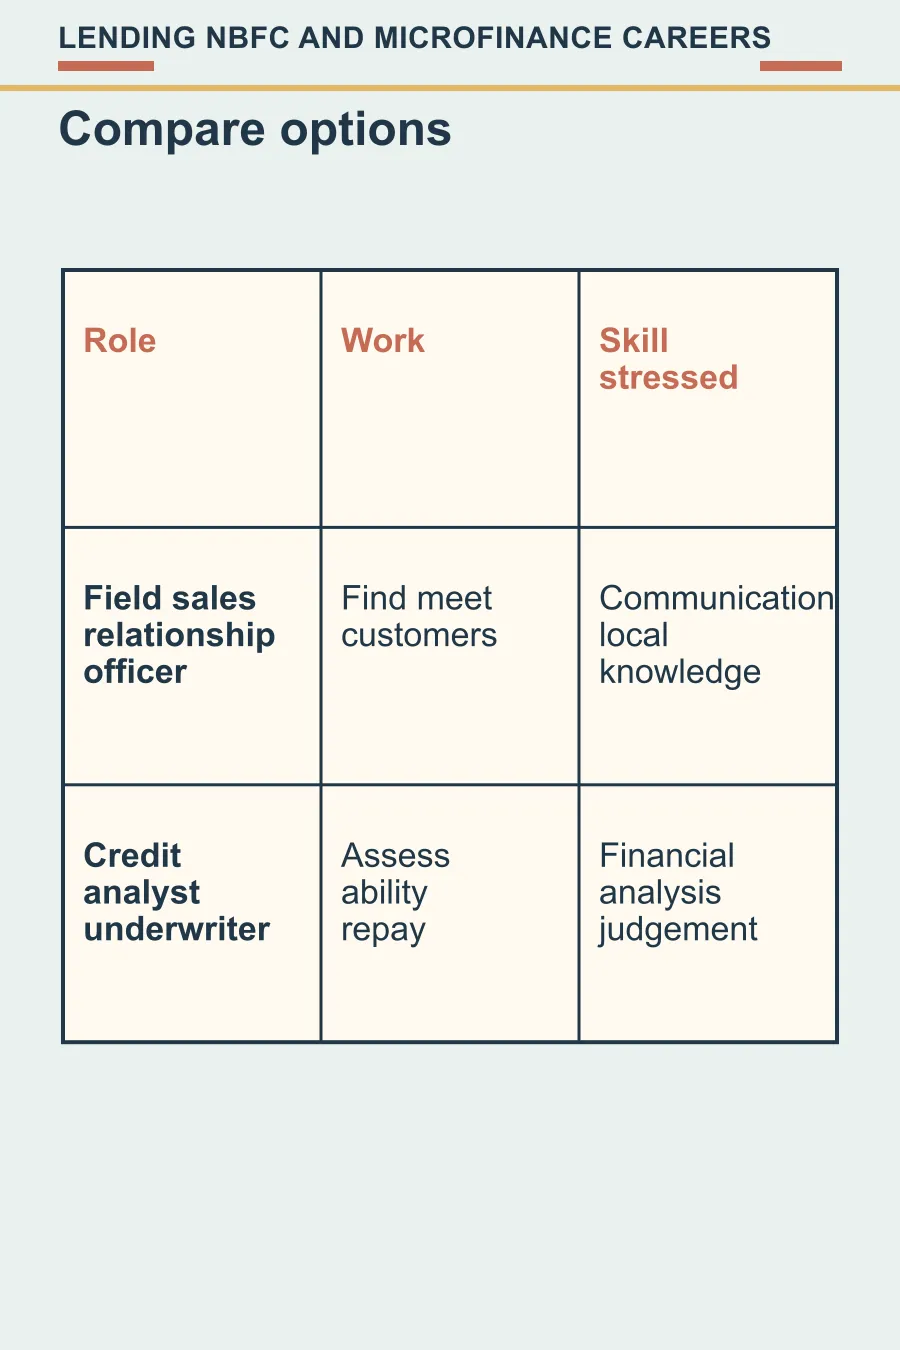 LENDING NBFC AND MICROFINANCE CAREERS
Compare options
Role
Work
Skill
stressed
Field sales
relationship
officer
Find meet
customers
Communication
local
knowledge
Credit
analyst
underwriter
Assess
ability
repay
Financial
analysis
judgement